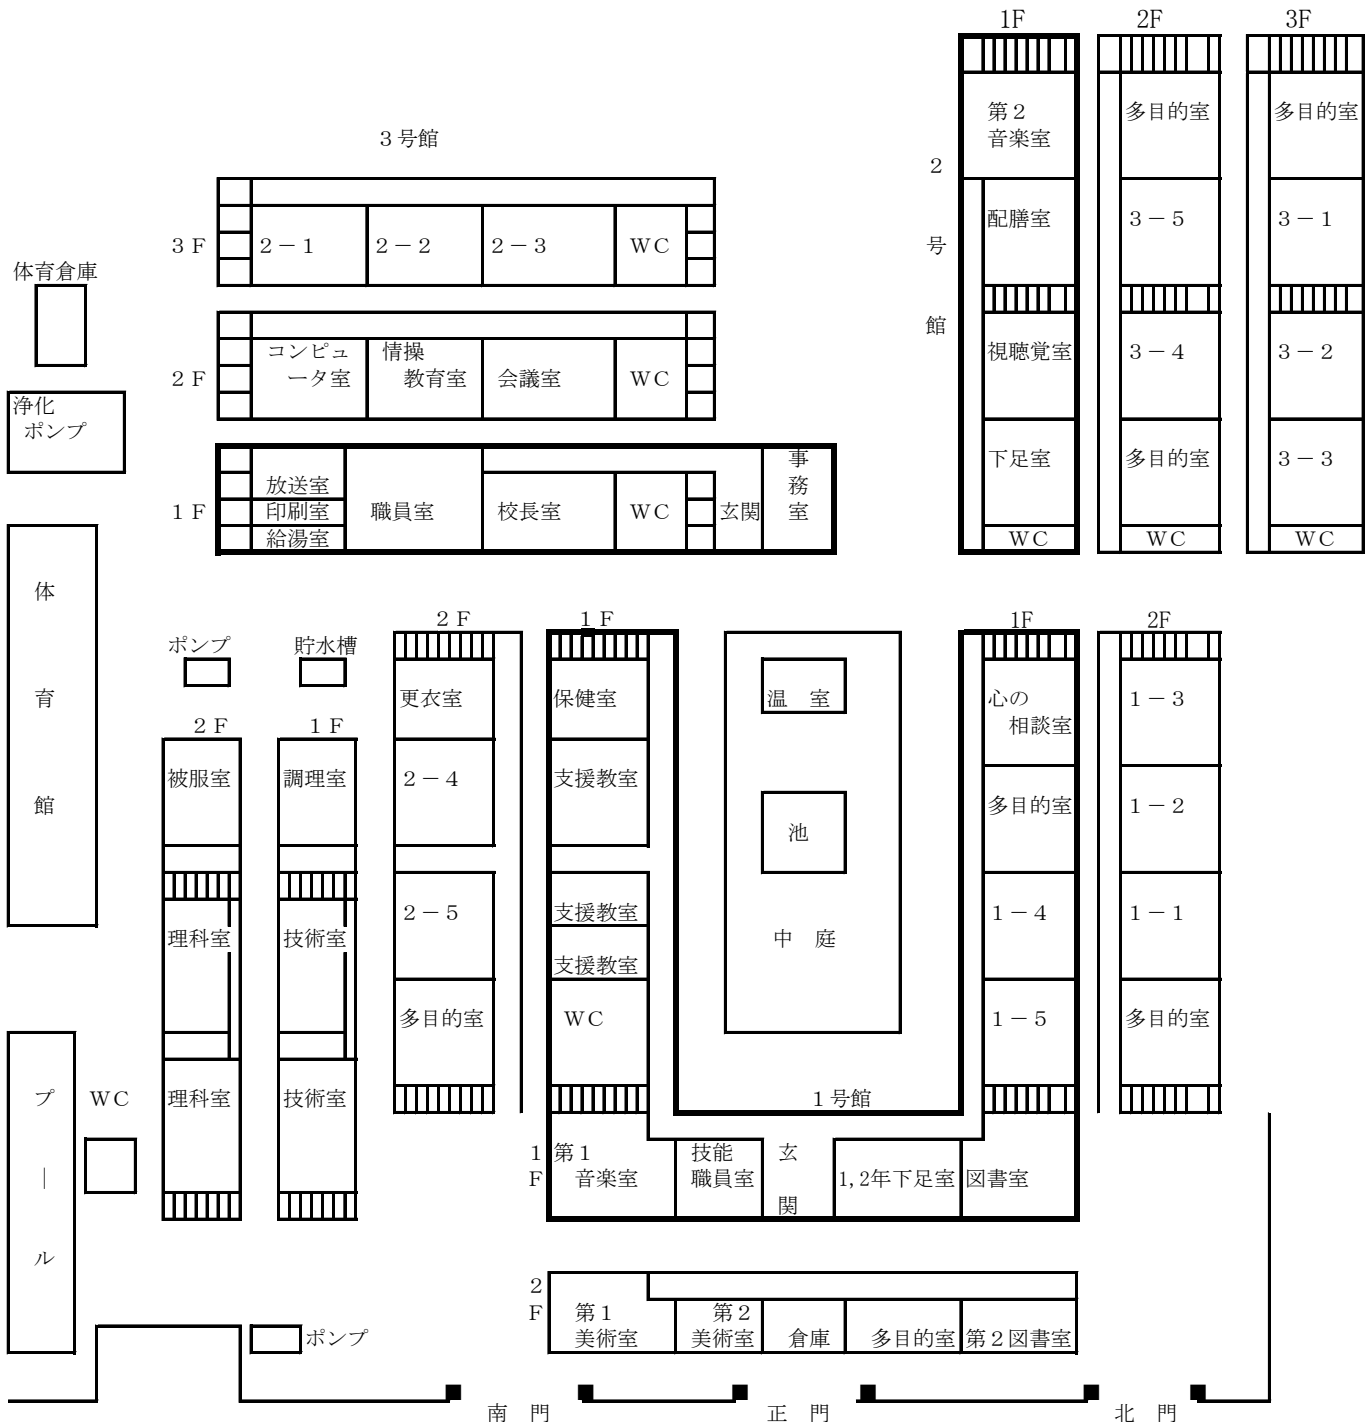 1F
2F
3F
第２
音楽室
多目的室
多目的室
３号館
２
号
館
配膳室
３－５
３－１
３Ｆ
２－１
２－２
２－３
ＷＣ
体育倉庫
視聴覚室
３－４
３－２
２Ｆ
コンピュ
ータ室
情操
教育室
会議室
ＷＣ
浄化
ポンプ
下足室
多目的室
３－３
１Ｆ
放送室
印刷室
給湯室
職員室
校長室
ＷＣ
玄関
事
務
室
ＷＣ
ＷＣ
ＷＣ
体
育
館
ポンプ
貯水槽
２Ｆ
１Ｆ
1F
2F
更衣室
保健室
温　室
心の
相談室
１－３
２Ｆ
１Ｆ
被服室
調理室
２－４
支援教室
池
多目的室
１－２
理科室
技術室
２－５
支援教室
支援教室
中　庭
１－４
１－１
多目的室
ＷＣ
１－５
多目的室
プ
｜
ル
ＷＣ
理科室
技術室
１号館
１
Ｆ
第１
音楽室
技能
職員室
玄
関
1,2年下足室
図書室
２
Ｆ
第１
美術室
第２
美術室
倉庫
多目的室
第２図書室
ポンプ
南　門
正　門
北　門